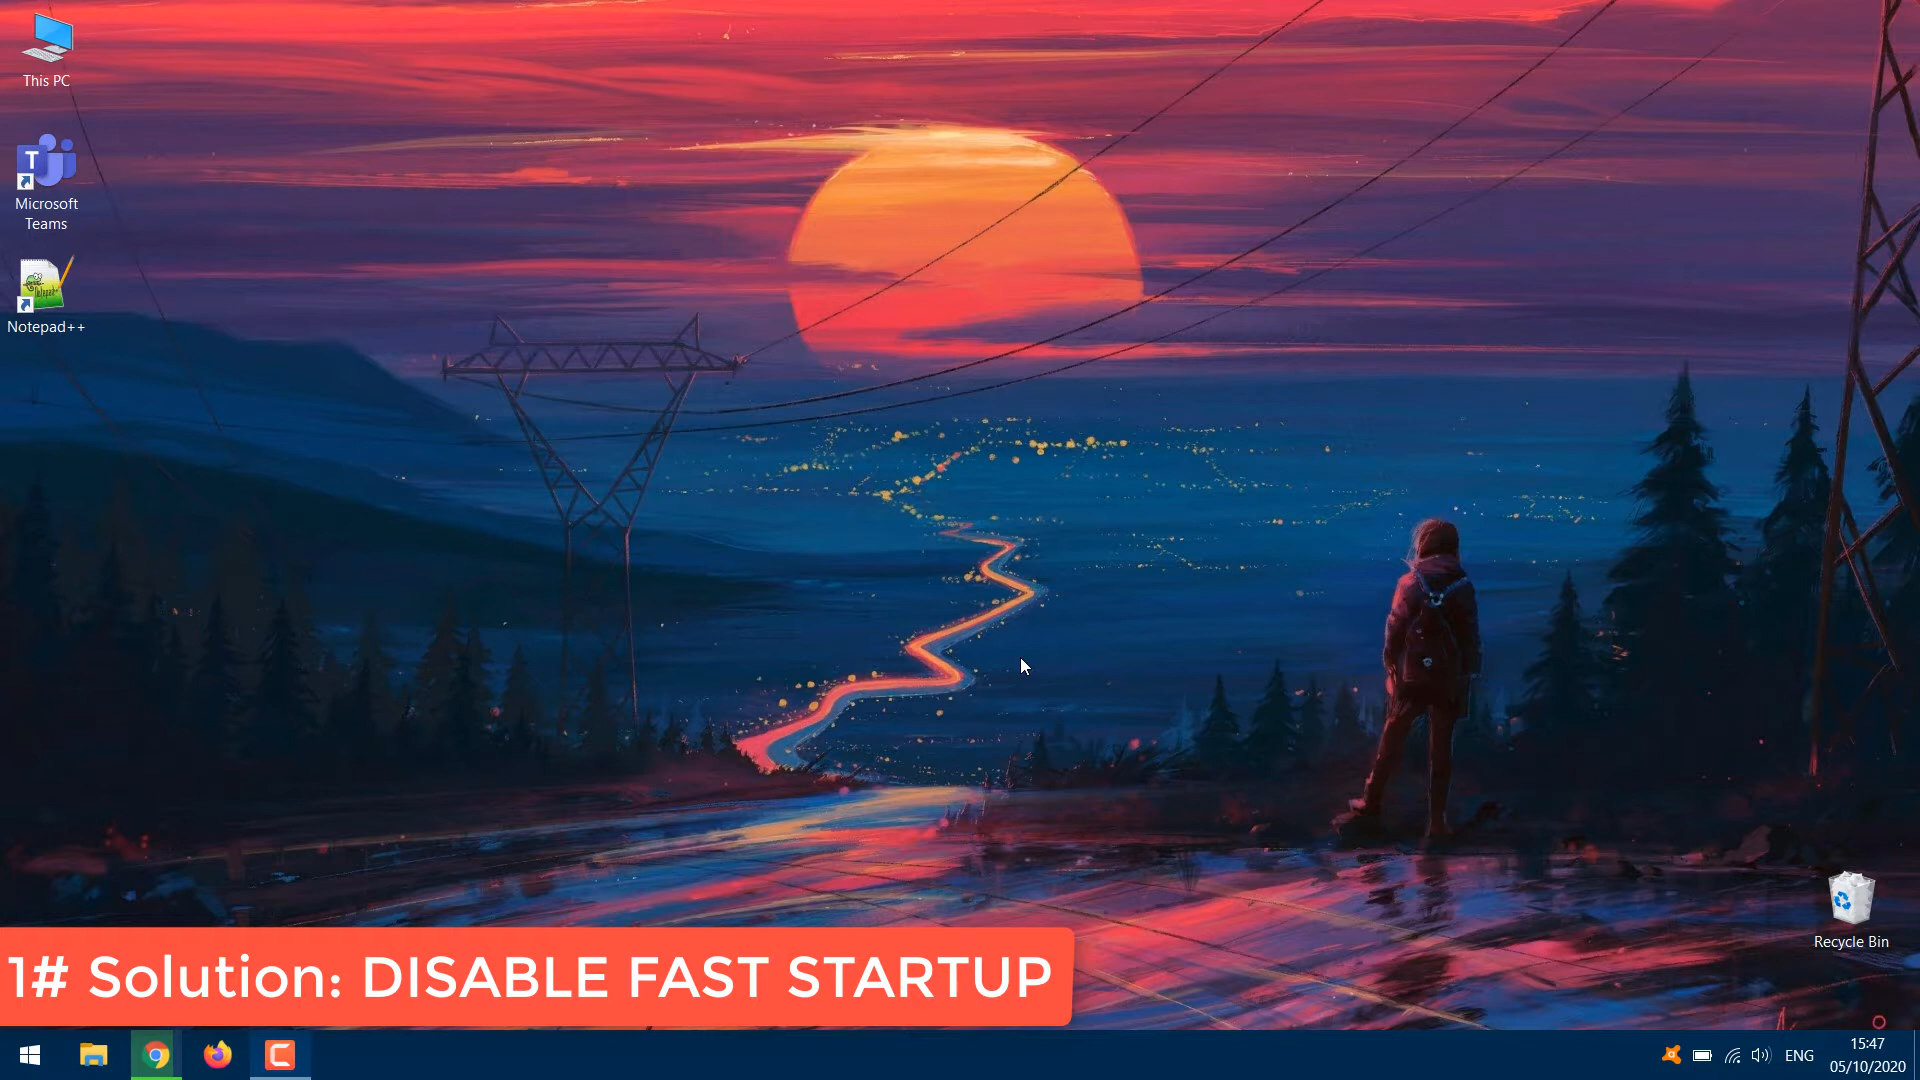 This PC
Microsoft
Teams
Notepad++
Recycle Bin
1# Solution: DISABLE FAST STARTUP
ENG
15:47
05/10/2020